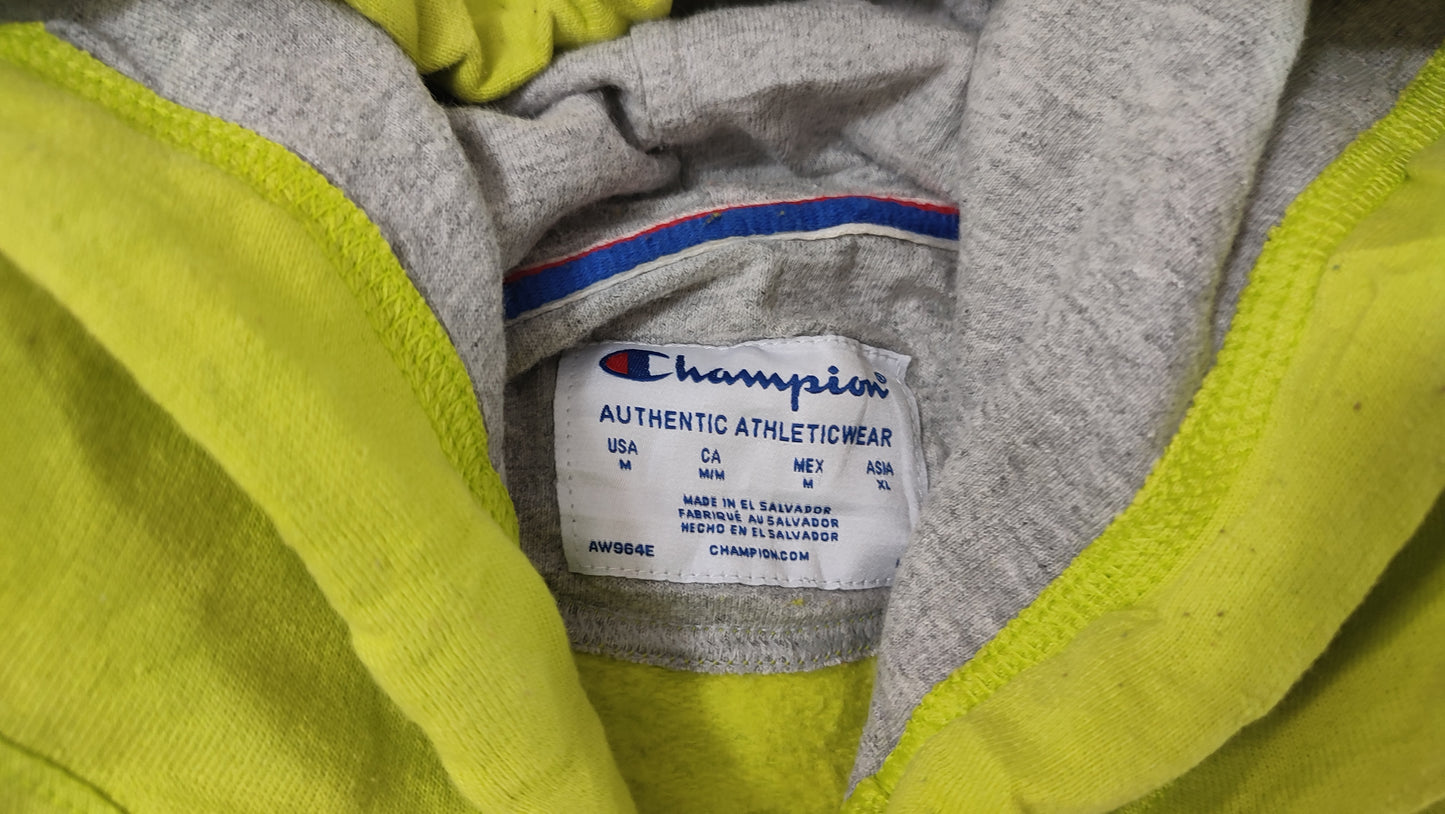 Champion®
AUTHENTIC ATHLETICWEAR
USA CA MEX ASIA
M M/M M XL
MADE IN EL SALVADOR
FABRIQUÉ AU SALVADOR
HECHO EN EL SALVADOR
AW964E CHAMPION.COM